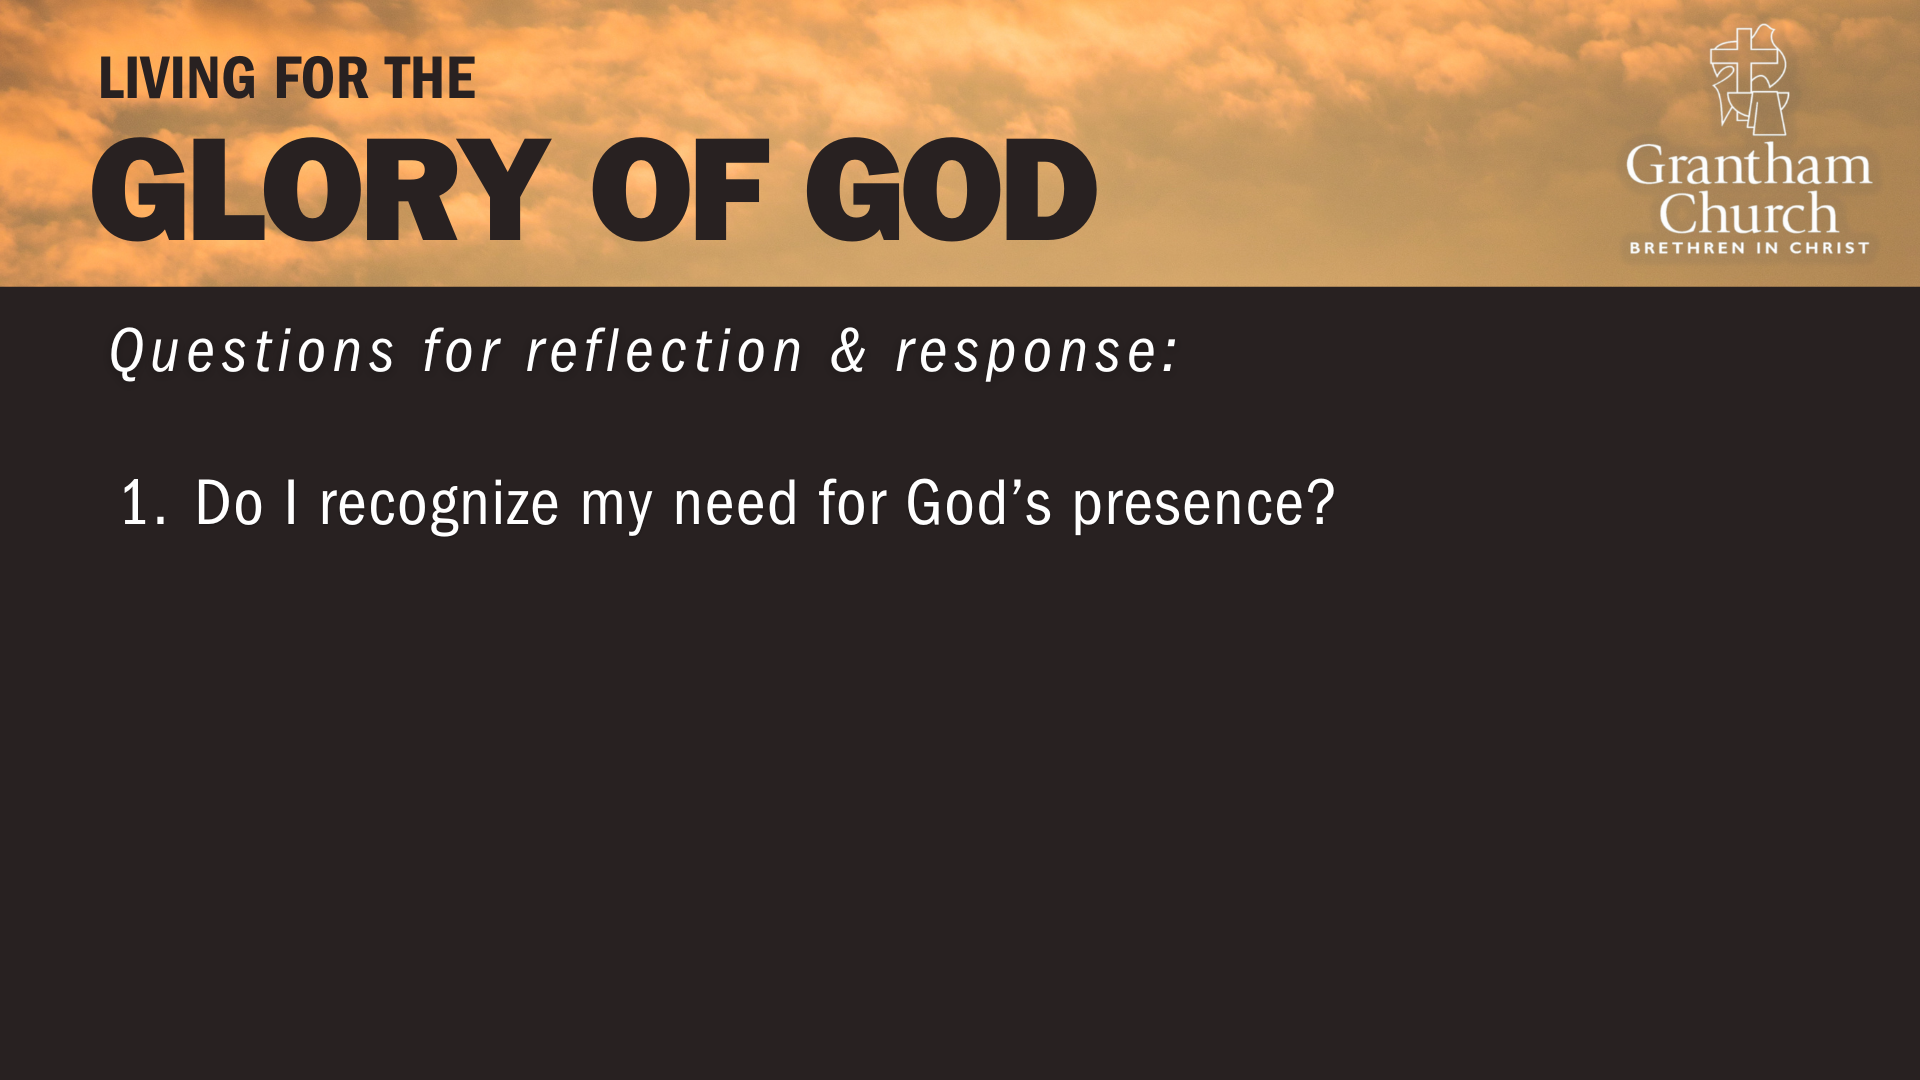 LIVING FOR THE
GLORY OF GOD
Grantham
Church
BRETHREN IN CHRIST
Questions for reflection & response:
1. Do I recognize my need for God’s presence?